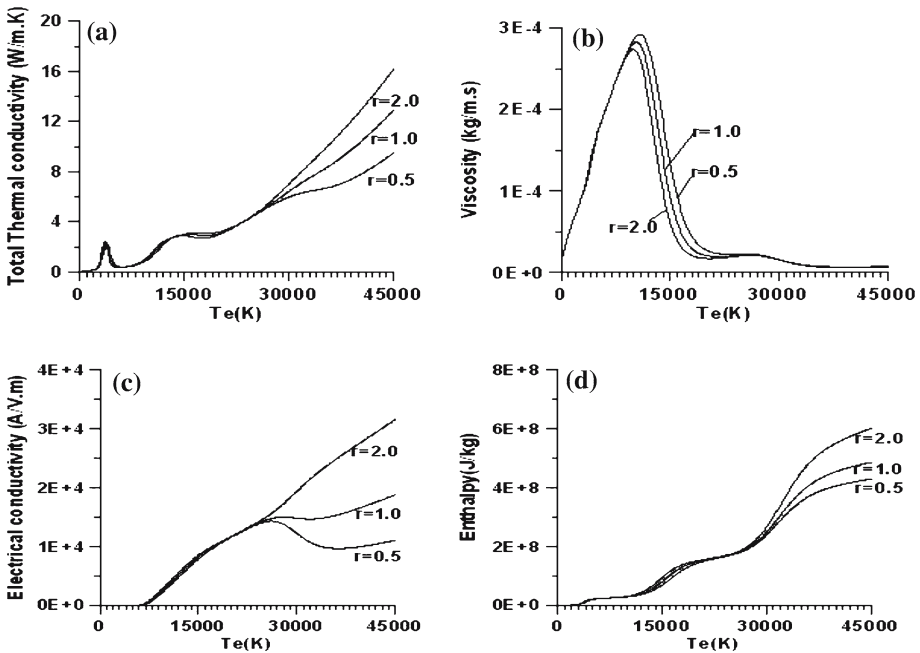 (a)
Total Thermal conductivity (W/m.K)
20
16
12
8
4
0
r=2.0
r=1.0
r=0.5
0 15000 30000 45000
Te(K)
(b)
Viscosity (kg/m.s)
3E-4
2E-4
1E-4
0E+0
r=1.0
r=0.5
r=2.0
0 15000 30000 45000
Te(K)
(c)
Electrical conductivity (A/V.m)
4E+4
3E+4
2E+4
1E+4
0E+0
r=2.0
r=1.0
r=0.5
0 15000 30000 45000
Te(K)
(d)
Enthalpy(J/kg)
8E+8
6E+8
4E+8
2E+8
0E+0
r=2.0
r=1.0
r=0.5
0 15000 30000 45000
Te(K)